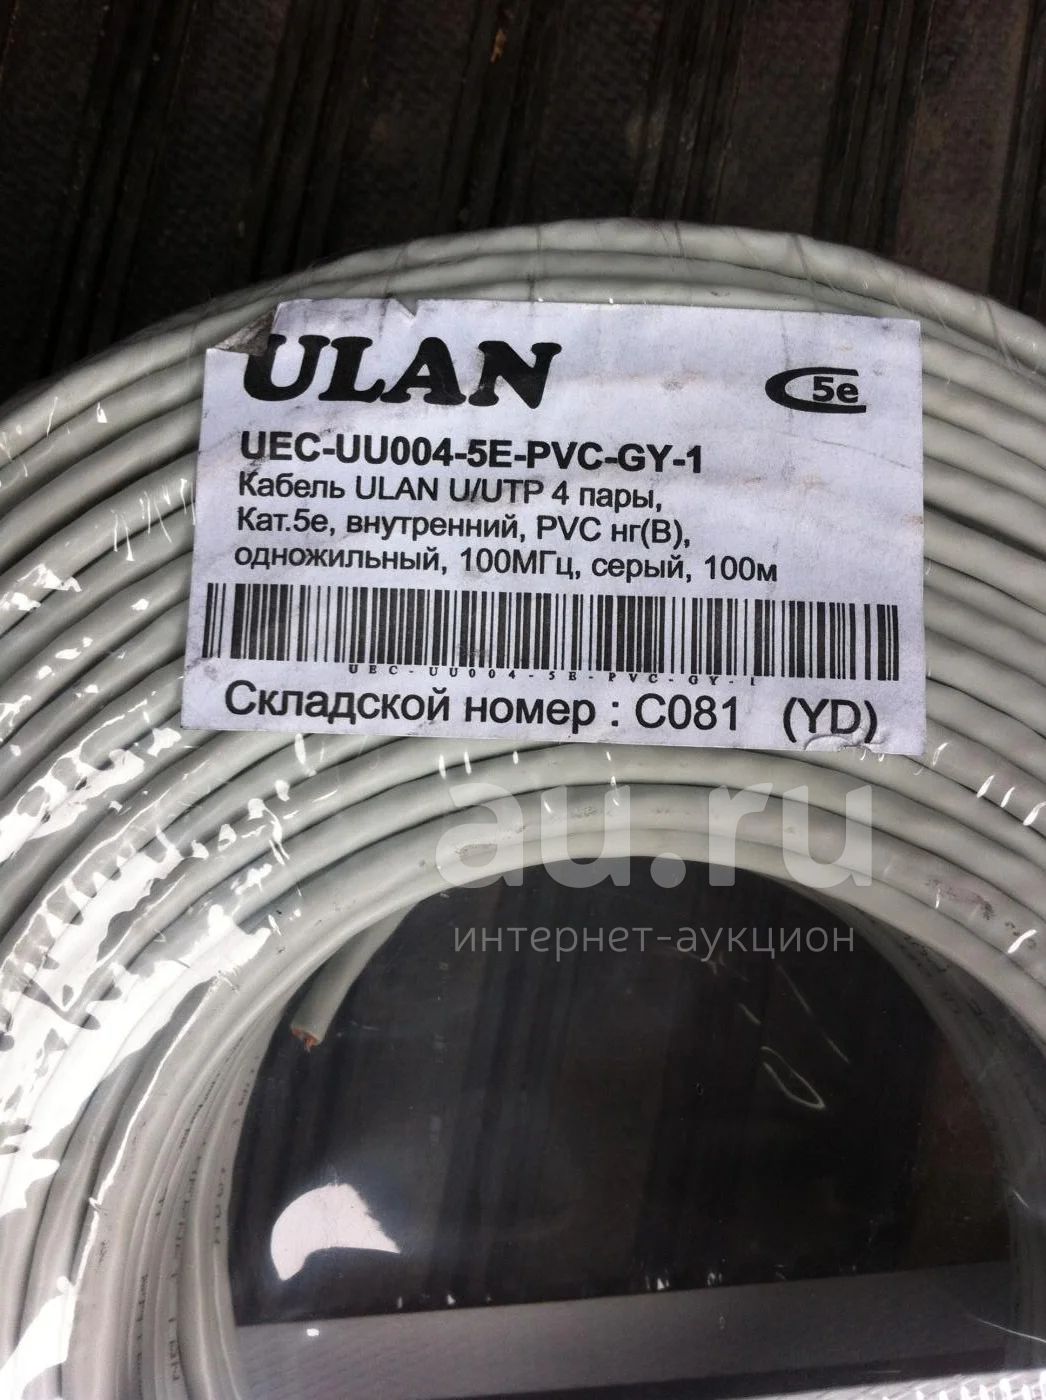 ULAN
5e
UEC-UU004-5E-PVC-GY-1
Кабель ULAN U/UTP 4 пары,
Кат.5е, внутренний, PVC нг(В),
одножильный, 100МГц, серый, 100м
UEC-UU004-5E-PVC-GY-1
Складской номер : C081 (YD)
au.ru
интернет-аукцион